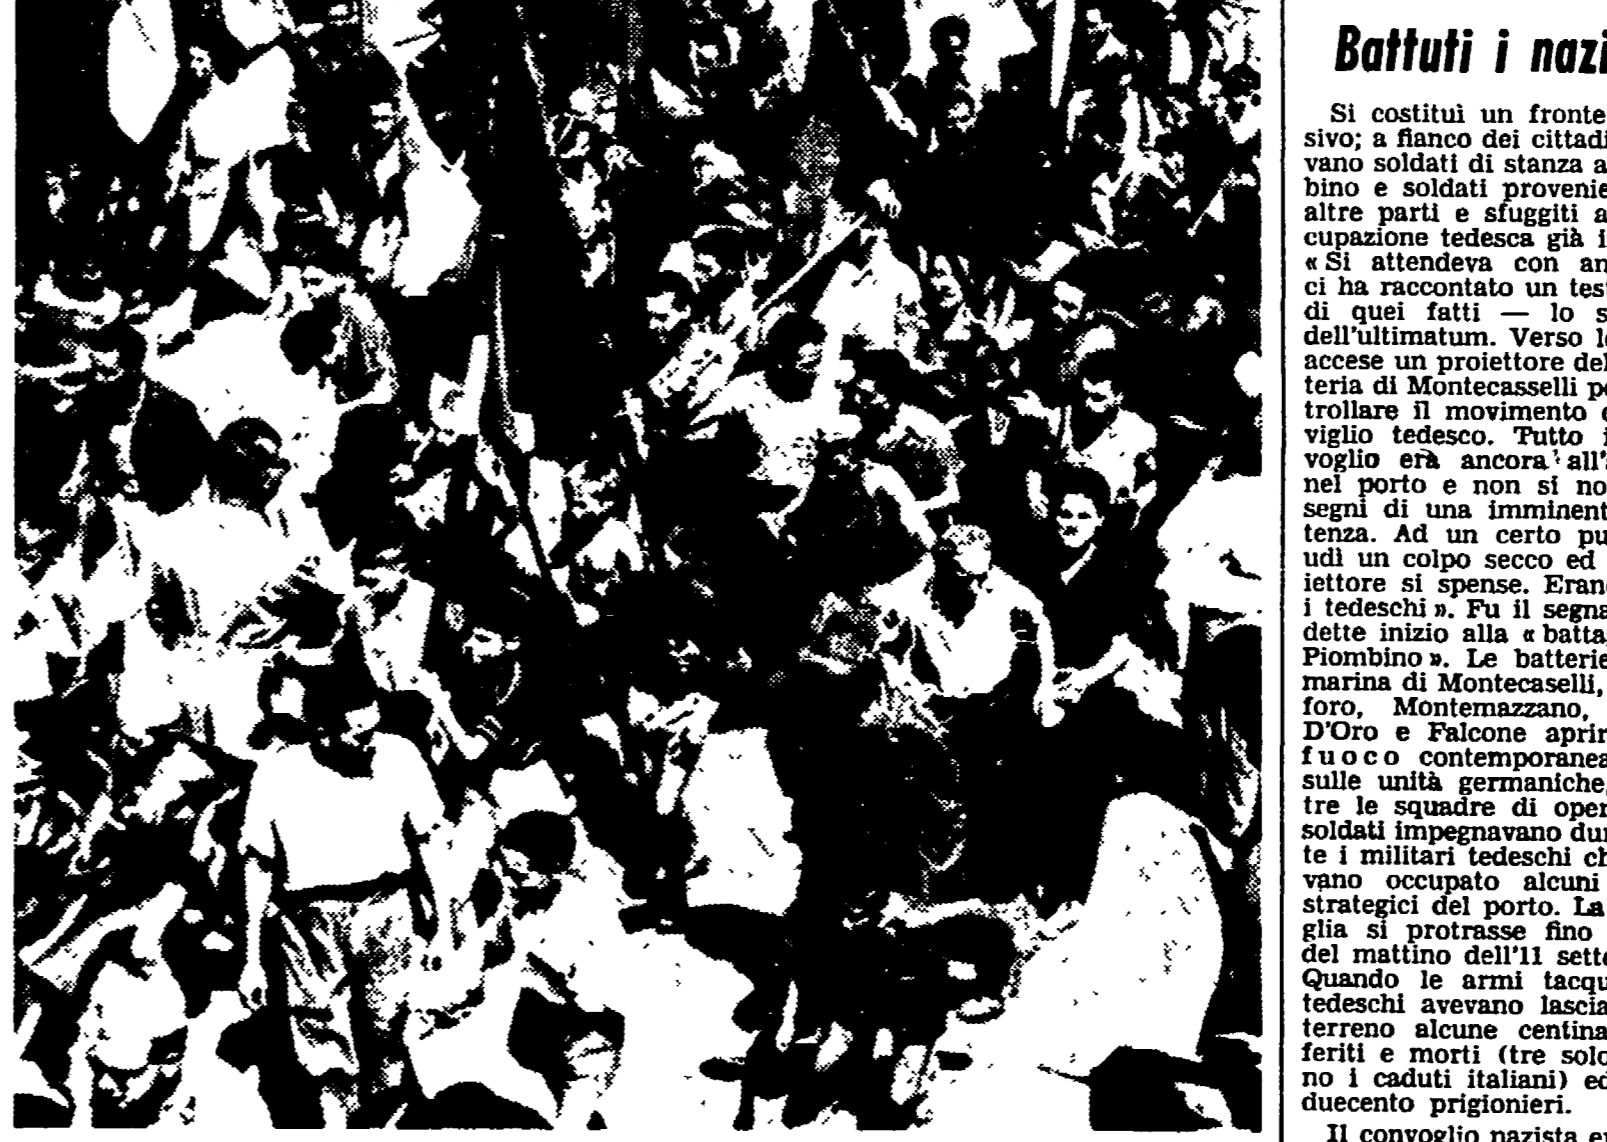 Battuti i nazi
Si costituì un fronte
sivo; a fianco dei cittadi
vano soldati di stanza a
bino e soldati provenie
altre parti e sfuggiti a
cupazione tedesca già i
« Si attendeva con an
ci ha raccontato un test
di quei fatti — lo s
dell'ultimatum. Verso le
accese un proiettore del
teria di Montecasselli pe
trollare il movimento
viglio tedesco. Tutto i
voglio erà ancora all'
nel porto e non si no
segni di una imminent
tenza. Ad un certo pu
udì un colpo secco ed
iettore si spense. Erano
i tedeschi ». Fu il segna
dette inizio alla « batta
Piombino ». Le batterie
marina di Montecaselli,
foro, Montemazzano,
D'Oro e Falcone aprir
fuoco contemporanea
sulle unità germaniche,
tre le squadre di oper
soldati impegnavano dur
te i militari tedeschi ch
vano occupato alcuni
strategici del porto. La
glia si protrasse fino
del mattino dell'11 sette
Quando le armi tacqu
tedeschi avevano lascia
terreno alcune centina
feriti e morti (tre solo
no i caduti italiani) ed
duecento prigionieri.
Il convoglio nazista e